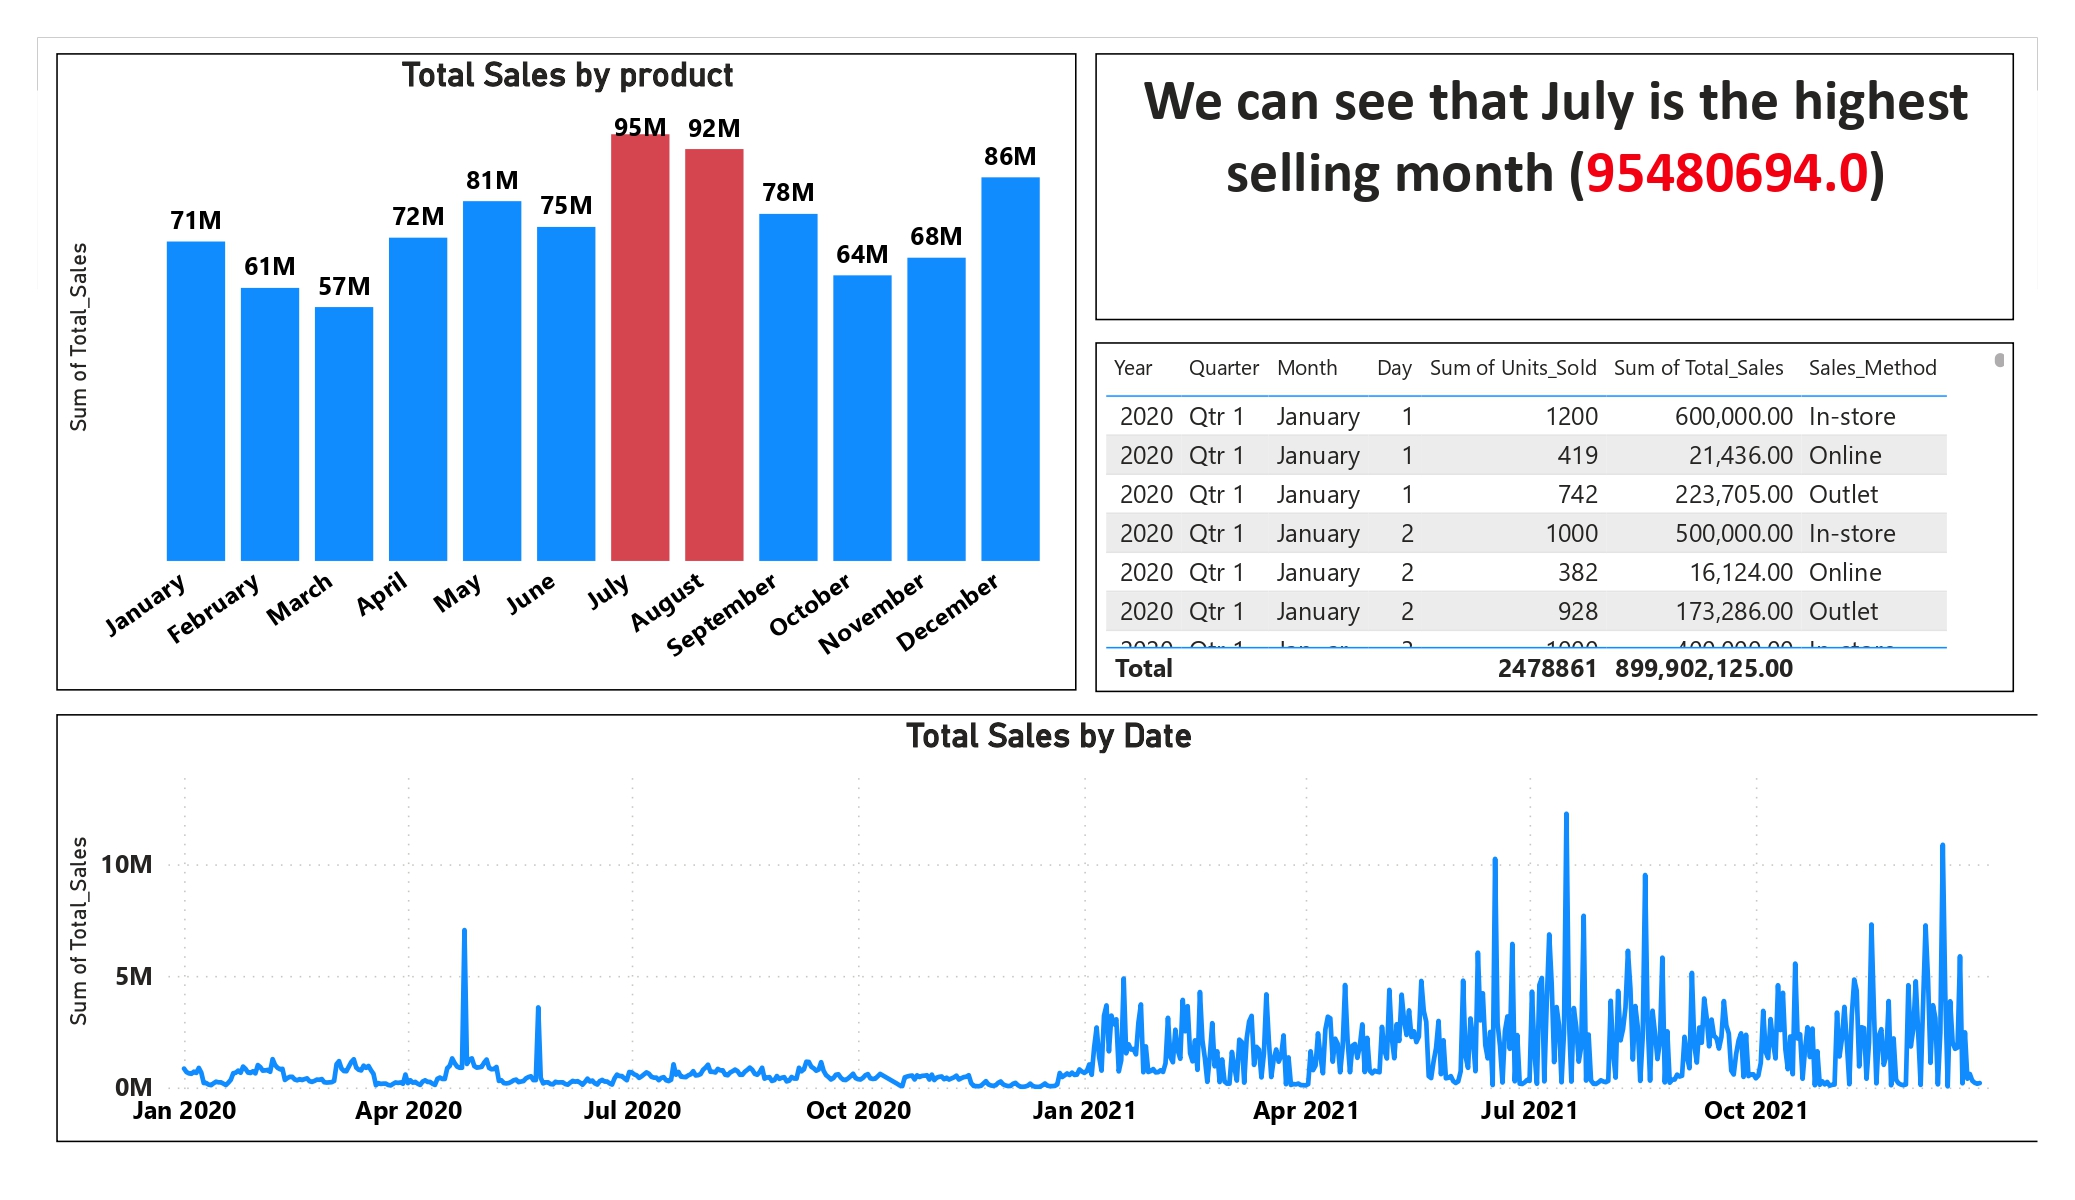 Total Sales by product
Sum of Total_Sales
71M
61M
57M
72M
81M
75M
95M
92M
78M
64M
68M
86M
January
February
March
April
May
June
July
August
September
October
November
December
We can see that July is the highest
selling month (95480694.0)
Year Quarter Month Day Sum of Units_Sold Sum of Total_Sales Sales_Method
2020 Qtr 1 January 1 1200 600,000.00 In-store
2020 Qtr 1 January 1 419 21,436.00 Online
2020 Qtr 1 January 1 742 223,705.00 Outlet
2020 Qtr 1 January 2 1000 500,000.00 In-store
2020 Qtr 1 January 2 382 16,124.00 Online
2020 Qtr 1 January 2 928 173,286.00 Outlet
Total 2478861 899,902,125.00
Total Sales by Date
Sum of Total_Sales
10M
5M
0M
Jan 2020
Apr 2020
Jul 2020
Oct 2020
Jan 2021
Apr 2021
Jul 2021
Oct 2021